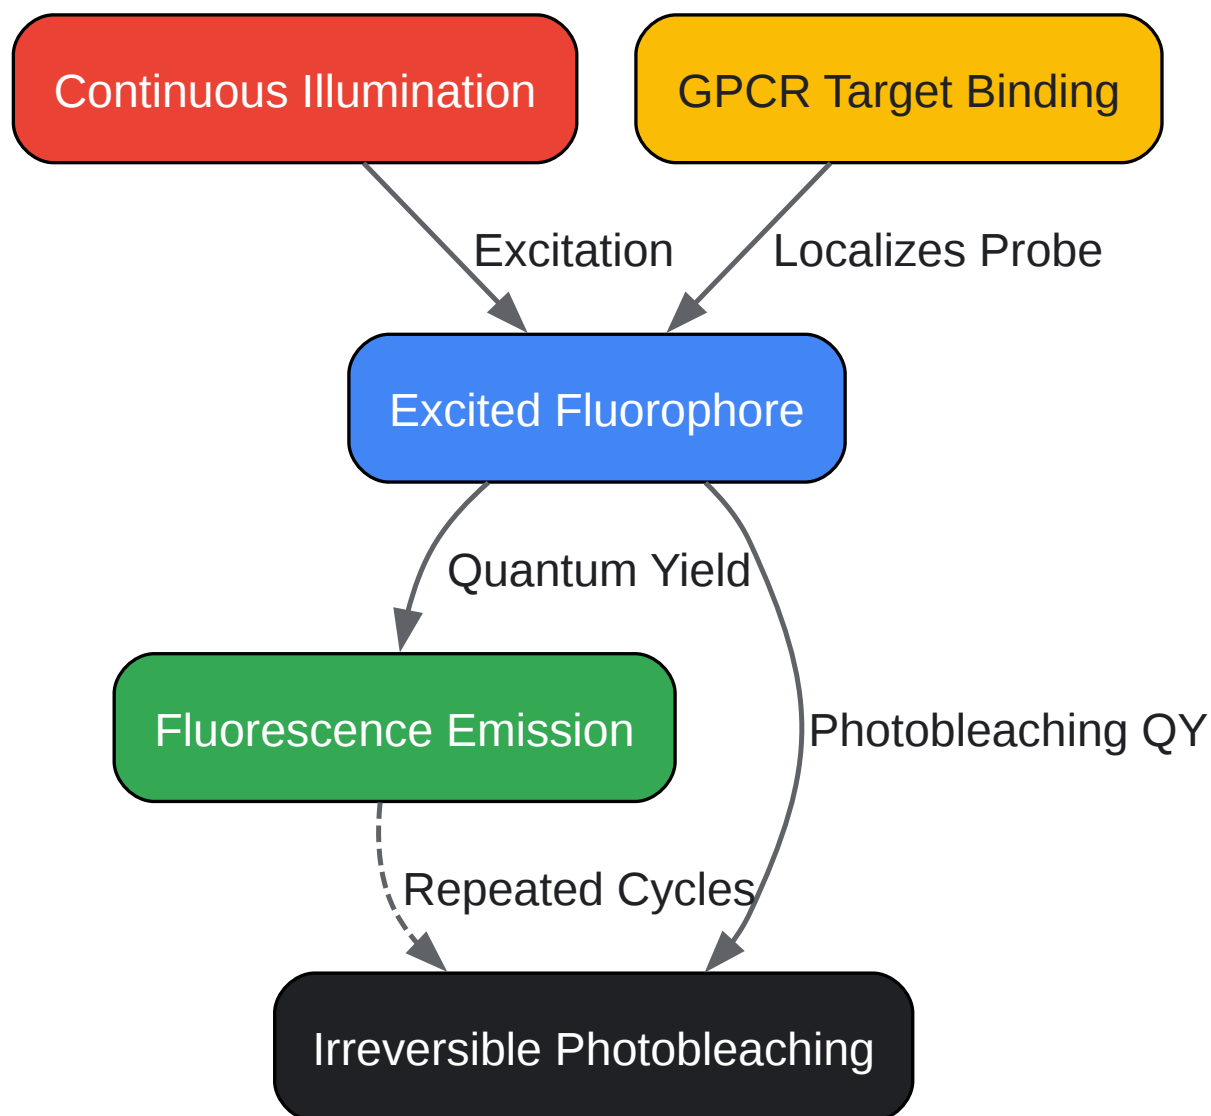 Continuous Illumination
GPCR Target Binding
Excitation
Localizes Probe
Excited Fluorophore
Quantum Yield
Fluorescence Emission
Photobleaching QY
Repeated Cycles
Irreversible Photobleaching